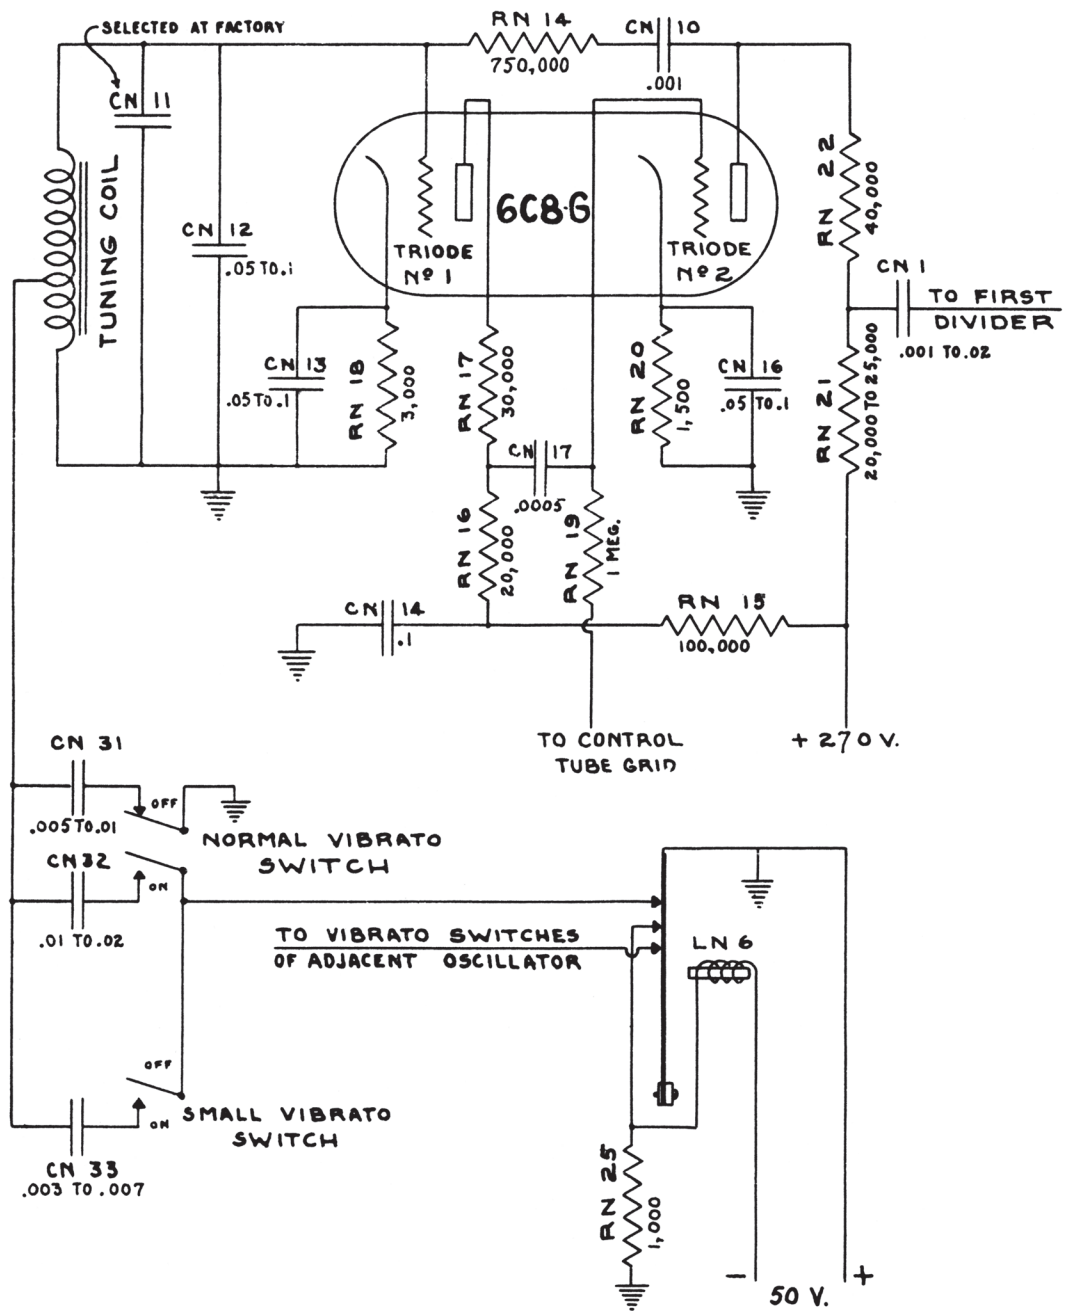 SELECTED AT FACTORY
RN 14
750,000
CN 10
.001
CN 11
TUNING COIL
CN 12
.05 TO .1
6C8·G
TRIODE
Nº 1
TRIODE
Nº 2
RN 22
40,000
CN 1
.001 TO .02
TO FIRST
DIVIDER
CN 13
.05 TO .1
RN 18
3,000
RN 17
30,000
RN 20
1,500
CN 16
.05 TO .1
RN 21
20,000 TO 25,000
CN 17
.0005
RN 16
20,000
RN 19
1 MEG.
CN 14
.1
RN 15
100,000
TO CONTROL
TUBE GRID
+ 270 V.
CN 31
.005 TO .01
OFF
NORMAL VIBRATO
SWITCH
CN 32
ON
.01 TO .02
TO VIBRATO SWITCHES
OF ADJACENT OSCILLATOR
LN 6
OFF
ON
SMALL VIBRATO
SWITCH
CN 33
.003 TO .007
RN 25
1,000
− +
50 V.